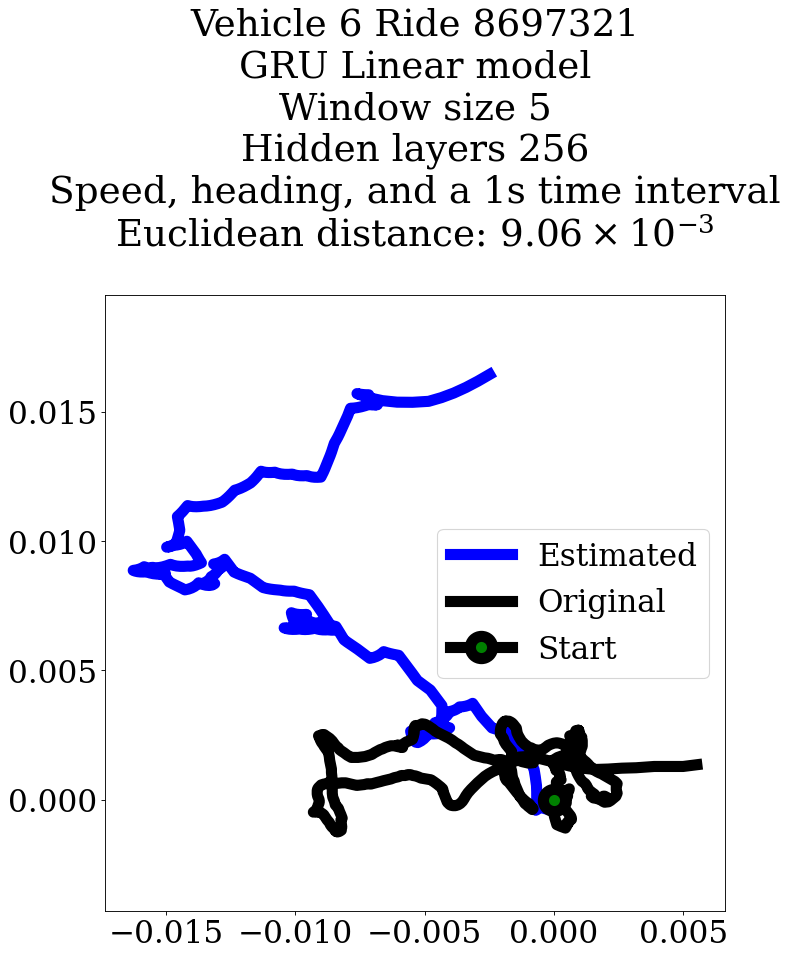 Vehicle 6 Ride 8697321
GRU Linear model
Window size 5
Hidden layers 256
Speed, heading, and a 1s time interval
Euclidean distance: 9.06 × 10⁻³
0.015
0.010
0.005
0.000
Estimated
Original
Start
−0.015 −0.010 −0.005 0.000 0.005